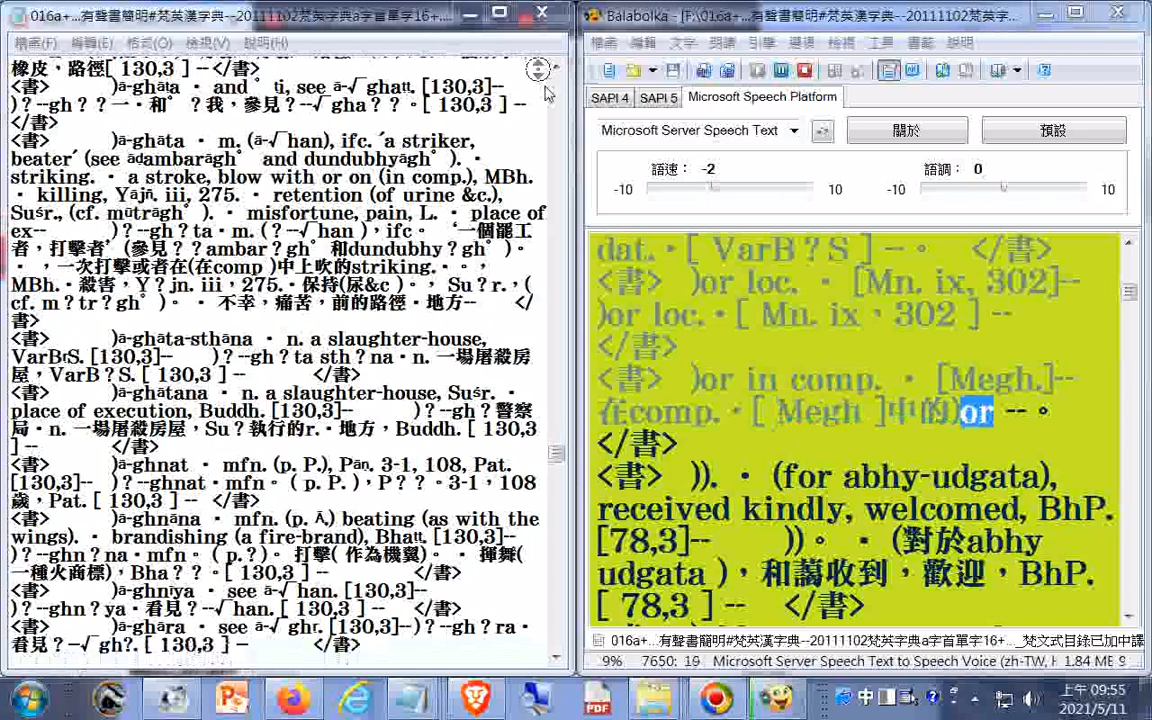 016a+...有聲書簡明#梵英漢字典--20111102梵英字典a字首單字16+...
檔案(F) 編輯(E) 格式(O) 檢視(V) 說明(H)
橡皮，路徑[ 130,3 ] --</書>
<書> )ā-ghāta ‧ and ° ti, see ā-√ghaṭṭ. [130,3]--
)? --gh? ?一‧和° ?我，參見? --√gha? ?。[ 130,3 ] --
</書>
<書> )ā-ghāta ‧ m. (ā-√han), ifc. ʻa striker,
beaterʼ (see āḍambarāgh° and dundubhyāgh°). ‧
striking. ‧ a stroke, blow with or on (in comp.), MBh.
‧ killing, Yājñ. iii, 275. ‧ retention (of urine &c.),
Suśr., (cf. mūtrāgh°). ‧ misfortune, pain, L. ‧ place of
ex-- )? --gh? ta‧m. (? --√han )，ifc。ʻ一個罷工
者，打擊者ʼ(參見? ?ambar? gh° 和dundubhy? gh°)。
‧，一次打擊或者在(在comp )中上吹的striking.‧。，
MBh.‧殺害，Y? jn. iii，275.‧保持(尿&c )。，Su? r.，(
cf. m? tr? gh°)。‧ 不幸，痛苦，前的路徑‧地方-- </
書>
<書> )ā-ghāta-sthāna ‧ n. a slaughter-house,
VarBṛS. [130,3]-- )? --gh? ta sth? na‧n. 一場屠殺房
屋，VarB? S. [ 130,3 ] </書>
<書> )ā-ghātana ‧ n. a slaughter-house, Suśr. ‧
place of execution, Buddh. [130,3]-- )? --gh? 警察
局‧n. 一場屠殺房屋，Su? 執行的r.‧地方，Buddh. [ 130,3
] -- </書>
<書> )ā-ghnat ‧ mfn. (p. P.), Pāṇ. 3-1, 108, Pat.
[130,3]-- )? --ghnat‧mfn。( p. P. )，P? ?。3-1，108
歲，Pat. [ 130,3 ] </書>
<書> )ā-ghnāna ‧ mfn. (p. Ā.) beating (as with the
wings). ‧ brandishing (a fire-brand), Bhaṭṭ. [130,3]--
)? --ghn? na‧mfn。( p.? )。打擊( 作為機翼)。‧ 揮舞(
一種火商標)，Bha? ?。[ 130,3 ] </書>
<書> )ā-ghnīya ‧ see ā-√han. [130,3]--
)? --ghn? ya‧看見? --√han. [ 130,3 ] -- </書>
<書> )ā-ghāra ‧ see ā-√ghṛ. [130,3]--)? --gh? ra‧
看見? --√gh?. [ 130,3 ] -- </書>
Balabolka - [F:\016a+...有聲書簡明#梵英漢字典--20111102梵英字...
檔案 編輯 文字 朗讀 引擎 選項 檢視 工具 書籤 說明
SAPI 4 SAPI 5 Microsoft Speech Platform
Microsoft Server Speech Text 關於 預設
語速： -2 語調： 0
-10 10 -10 10
dat. ‧[ VarB ? S ] --。 </書>
<書> )or loc. ‧ [Mn. ix, 302]--
)or loc.‧[ Mn. ix，302 ] --
</書>
<書> )or in comp. ‧ [Megh.]--
在comp.‧[ Megh ]中的)or --。
</書>
<書> )). ‧ (for abhy-udgata),
received kindly, welcomed, BhP.
[78,3]-- ))。 ‧ (對於abhy
udgata )，和藹收到，歡迎，BhP.
[ 78,3 ] -- </書>
016a+...有聲書簡明#梵英漢字典--20111102梵英字典a字首單字16+..._梵文式目錄已加中譯
9% 7650: 19 Microsoft Server Speech Text to Speech Voice (zh-TW, H 1.84 MB 9
中 上午 09:55
2021/5/11